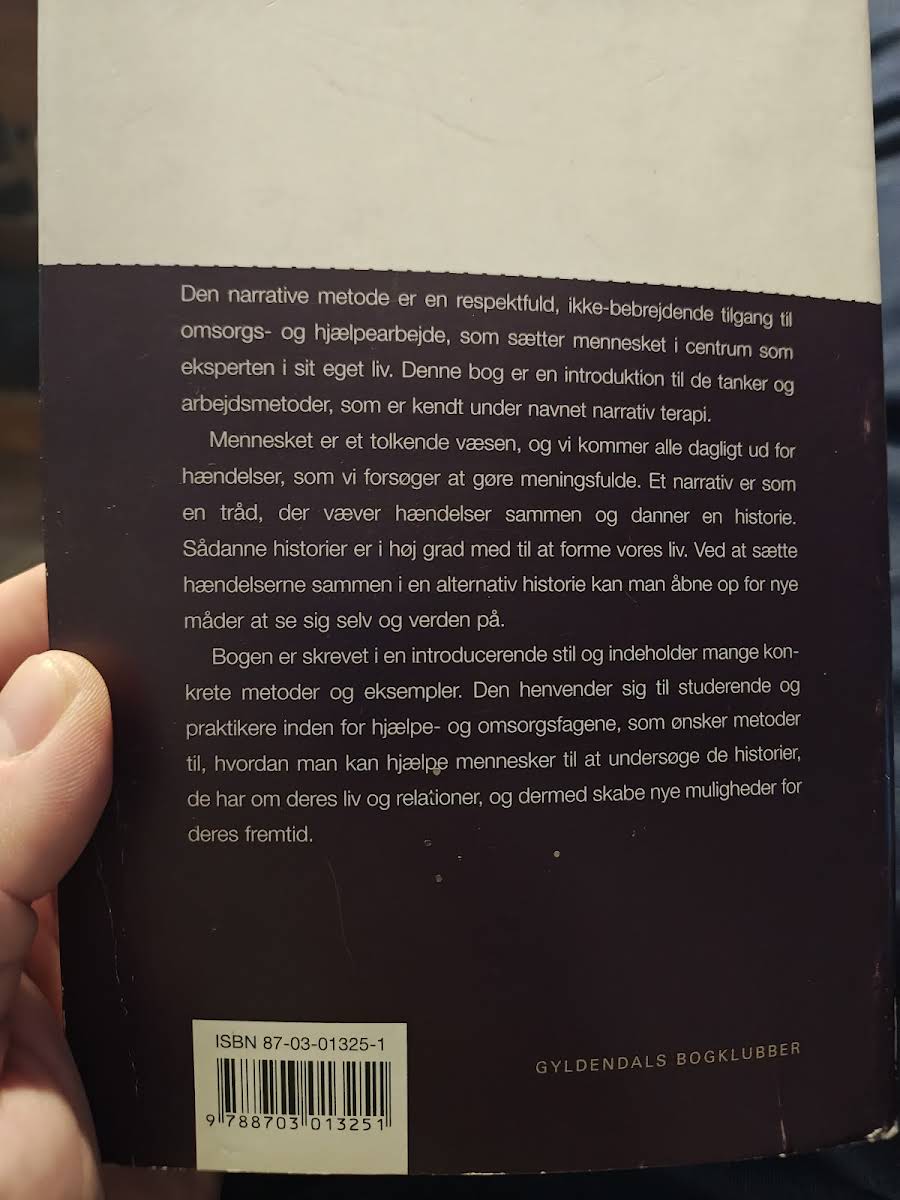 Den narrative metode er en respektfuld, ikke-bebrejdende tilgang til
omsorgs- og hjælpearbejde, som sætter mennesket i centrum som
eksperten i sit eget liv. Denne bog er en introduktion til de tanker og
arbejdsmetoder, som er kendt under navnet narrativ terapi.
Mennesket er et tolkende væsen, og vi kommer alle dagligt ud for
hændelser, som vi forsøger at gøre meningsfulde. Et narrativ er som
en tråd, der væver hændelser sammen og danner en historie.
Sådanne historier er i høj grad med til at forme vores liv. Ved at sætte
hændelserne sammen i en alternativ historie kan man åbne op for nye
måder at se sig selv og verden på.
Bogen er skrevet i en introducerende stil og indeholder mange kon-
krete metoder og eksempler. Den henvender sig til studerende og
praktikere inden for hjælpe- og omsorgsfagene, som ønsker metoder
til, hvordan man kan hjælpe mennesker til at undersøge de historier,
de har om deres liv og relationer, og dermed skabe nye muligheder for
deres fremtid.
ISBN 87-03-01325-1
9 788703 013251
GYLDENDALS BOGKLUBBER